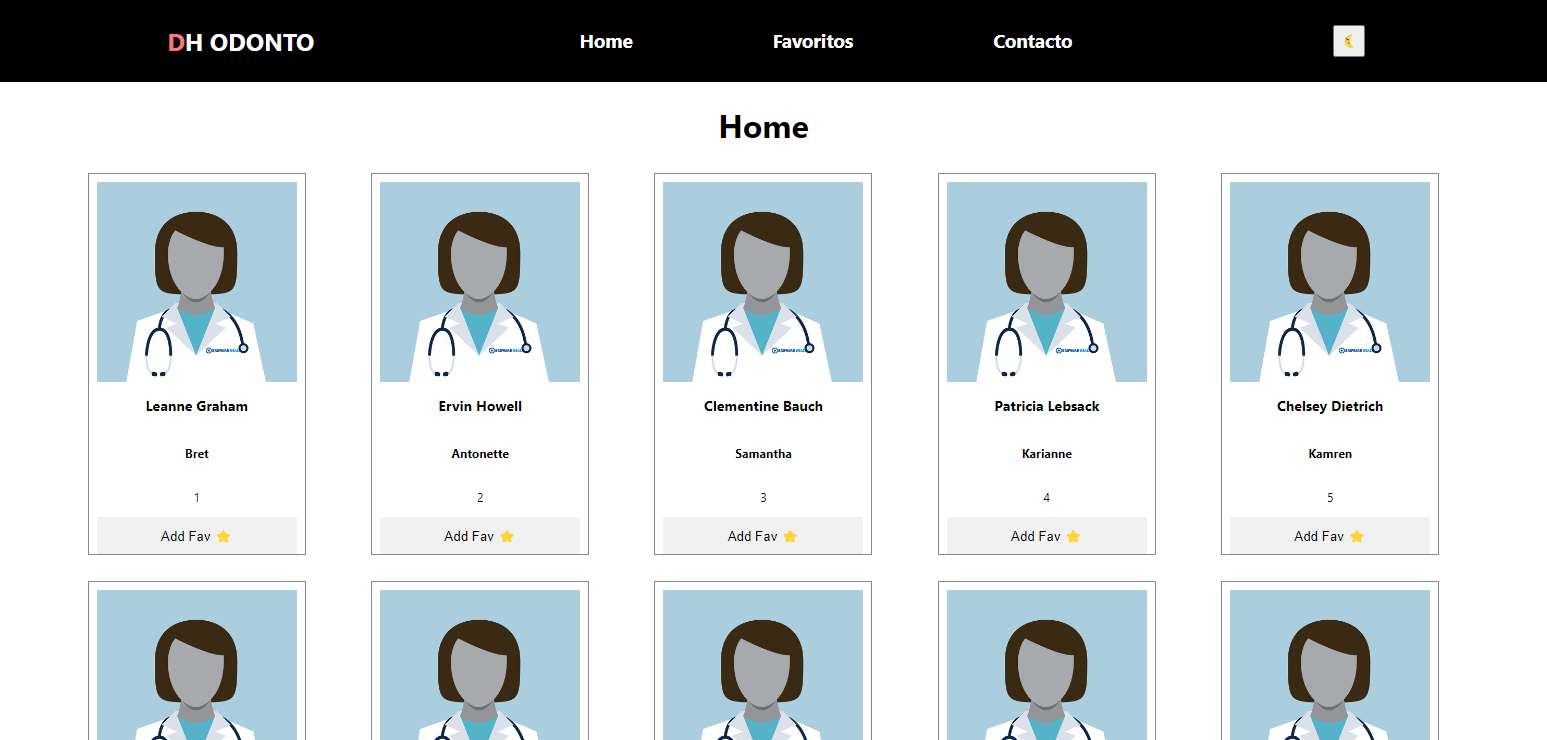 DH ODONTO Home Favoritos Contacto
Home
Leanne Graham Ervin Howell Clementine Bauch Patricia Lebsack Chelsey Dietrich
Bret Antonette Samantha Karianne Kamren
1 2 3 4 5
Add Fav ⭐ Add Fav ⭐ Add Fav ⭐ Add Fav ⭐ Add Fav ⭐